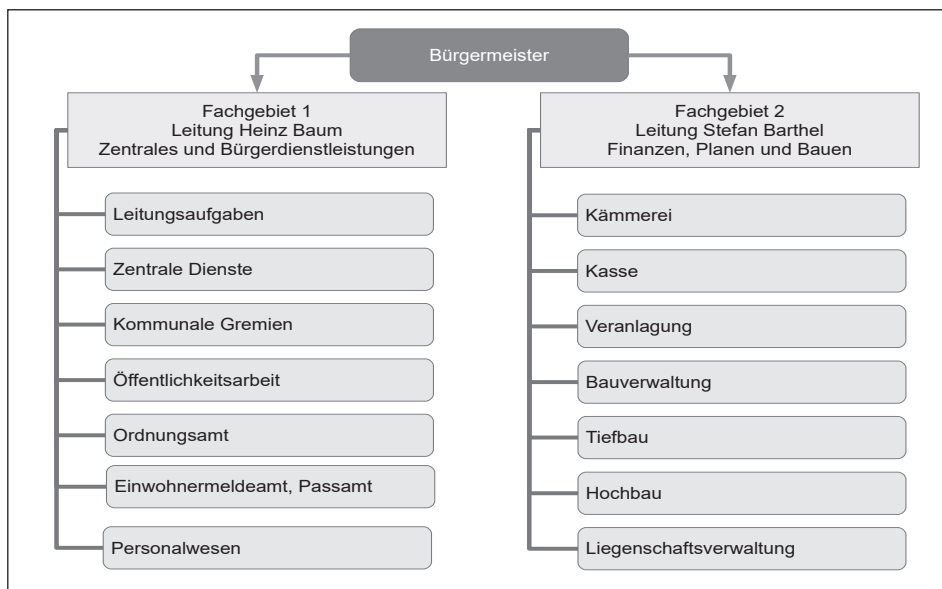 Bürgermeister
Fachgebiet 1
Leitung Heinz Baum
Zentrales und Bürgerdienstleistungen
Leitungsaufgaben
Zentrale Dienste
Kommunale Gremien
Öffentlichkeitsarbeit
Ordnungsamt
Einwohnermeldeamt, Passamt
Personalwesen
Fachgebiet 2
Leitung Stefan Barthel
Finanzen, Planen und Bauen
Kämmerei
Kasse
Veranlagung
Bauverwaltung
Tiefbau
Hochbau
Liegenschaftsverwaltung